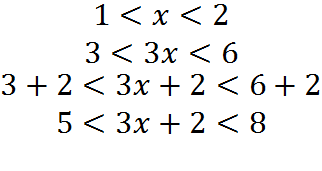 1 < x < 2
3 < 3x < 6
3 + 2 < 3x + 2 < 6 + 2
5 < 3x + 2 < 8